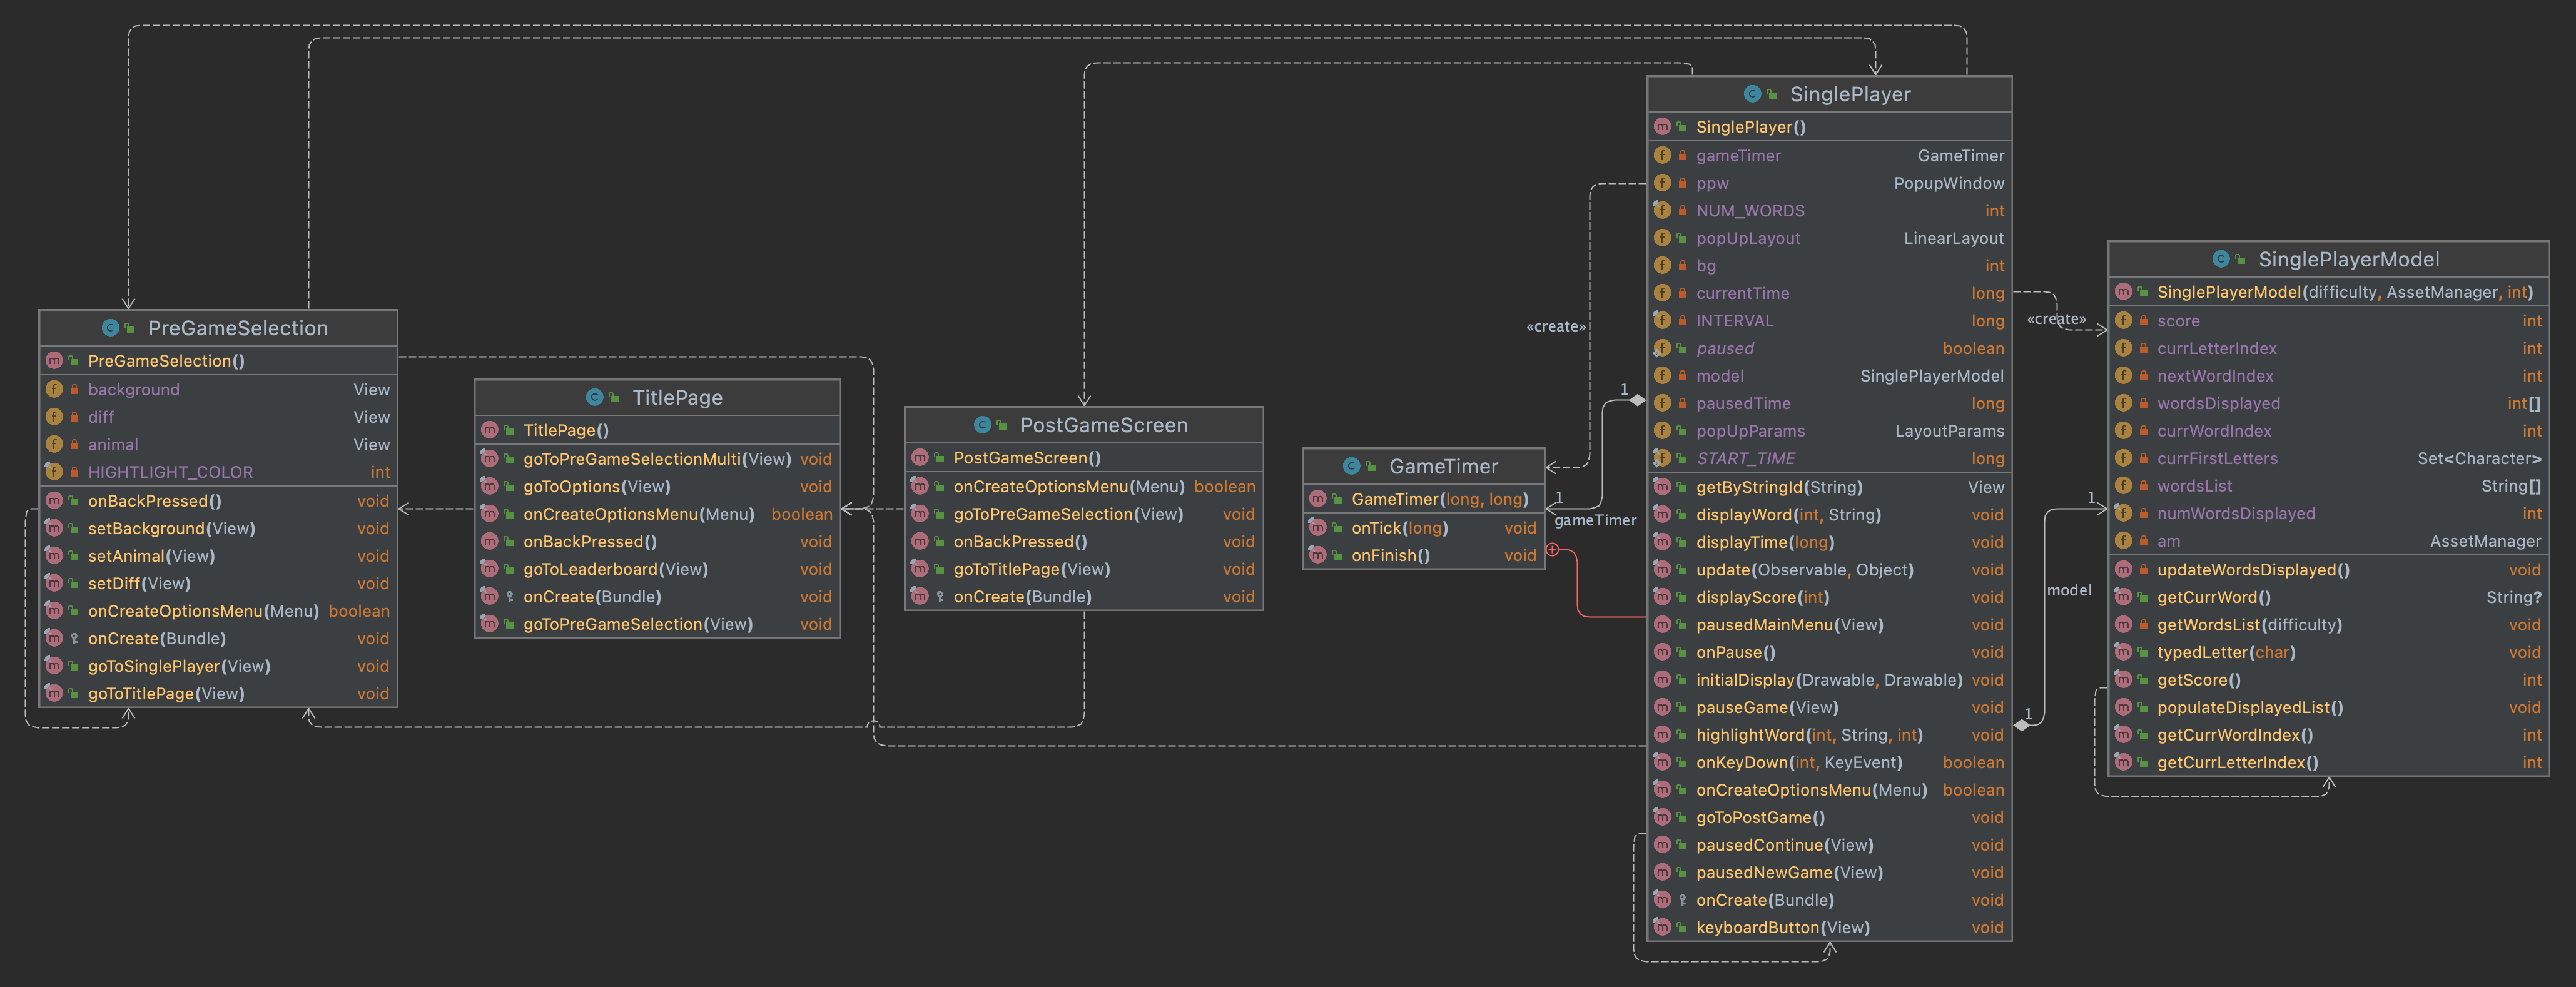 PreGameSelection
PreGameSelection()
background View
diff View
animal View
HIGHTLIGHT_COLOR int
onBackPressed() void
setBackground(View) void
setAnimal(View) void
setDiff(View) void
onCreateOptionsMenu(Menu) boolean
onCreate(Bundle) void
goToSinglePlayer(View) void
goToTitlePage(View) void
TitlePage
TitlePage()
goToPreGameSelectionMulti(View) void
goToOptions(View) void
onCreateOptionsMenu(Menu) boolean
onBackPressed() void
goToLeaderboard(View) void
onCreate(Bundle) void
goToPreGameSelection(View) void
PostGameScreen
PostGameScreen()
onCreateOptionsMenu(Menu) boolean
goToPreGameSelection(View) void
onBackPressed() void
goToTitlePage(View) void
onCreate(Bundle) void
GameTimer
GameTimer(long, long)
onTick(long) void
onFinish() void
«create»
1
1
gameTimer
SinglePlayer
SinglePlayer()
gameTimer GameTimer
ppw PopupWindow
NUM_WORDS int
popUpLayout LinearLayout
bg int
currentTime long
INTERVAL long
paused boolean
model SinglePlayerModel
pausedTime long
popUpParams LayoutParams
START_TIME long
getByStringId(String) View
displayWord(int, String) void
displayTime(long) void
update(Observable, Object) void
displayScore(int) void
pausedMainMenu(View) void
onPause() void
initialDisplay(Drawable, Drawable) void
pauseGame(View) void
highlightWord(int, String, int) void
onKeyDown(int, KeyEvent) boolean
onCreateOptionsMenu(Menu) boolean
goToPostGame() void
pausedContinue(View) void
pausedNewGame(View) void
onCreate(Bundle) void
keyboardButton(View) void
«create»
1
model
1
SinglePlayerModel
SinglePlayerModel(difficulty, AssetManager, int)
score int
currLetterIndex int
nextWordIndex int
wordsDisplayed int[]
currWordIndex int
currFirstLetters Set<Character>
wordsList String[]
numWordsDisplayed int
am AssetManager
updateWordsDisplayed() void
getCurrWord() String?
getWordsList(difficulty) void
typedLetter(char) void
getScore() int
populateDisplayedList() void
getCurrWordIndex() int
getCurrLetterIndex() int